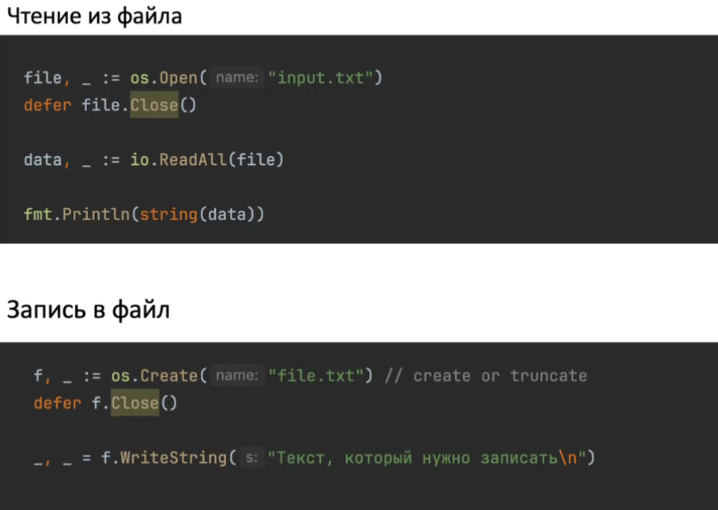 Чтение из файла
file, _ := os.Open( name: "input.txt")
defer file.Close()
data, _ := io.ReadAll(file)
fmt.Println(string(data))
Запись в файл
f, _ := os.Create( name: "file.txt") // create or truncate
defer f.Close()
_, _ = f.WriteString( s: "Текст, который нужно записать\n")